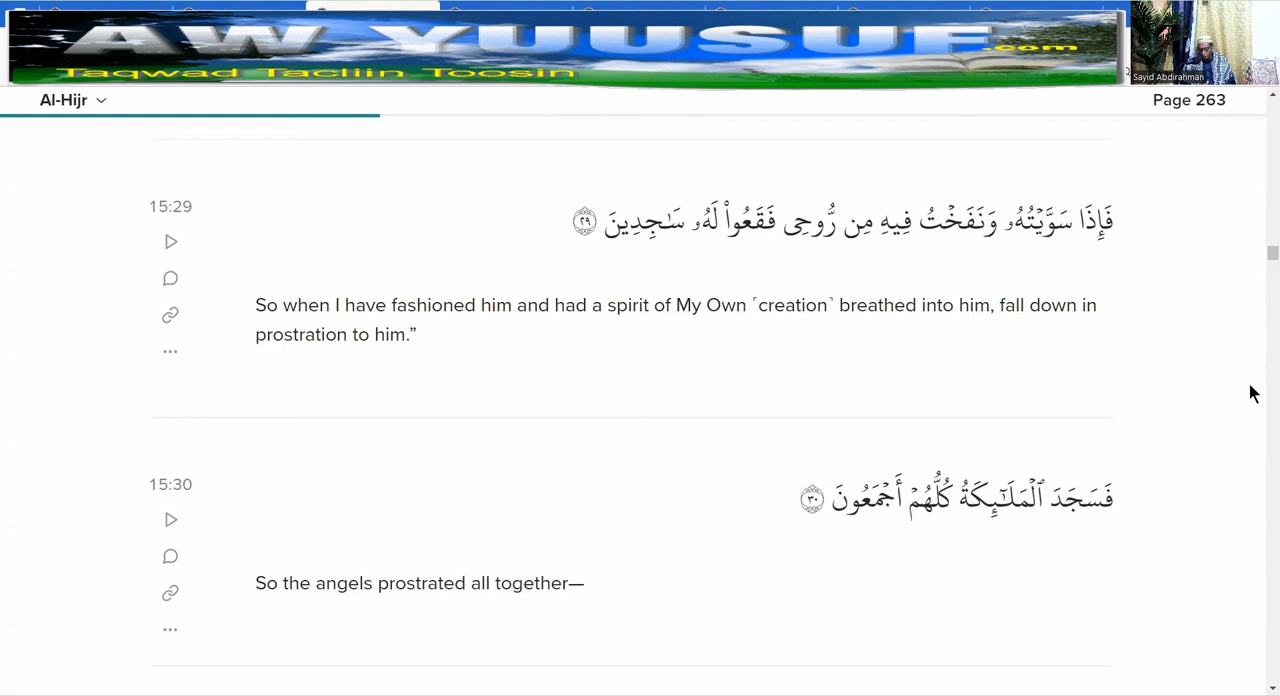 AW YUUSUF.com
Taqwad Tacliin Toosin
Sayid Abdirahman
Al-Hijr
Page 263
15:29
فَإِذَا سَوَّيْتُهُۥ وَنَفَخْتُ فِيهِ مِن رُّوحِى فَقَعُوا۟ لَهُۥ سَـٰجِدِينَ ٢٩
So when I have fashioned him and had a spirit of My Own ˹creation˺ breathed into him, fall down in
prostration to him.”
15:30
فَسَجَدَ ٱلْمَلَـٰٓئِكَةُ كُلُّهُمْ أَجْمَعُونَ ٣٠
So the angels prostrated all together—